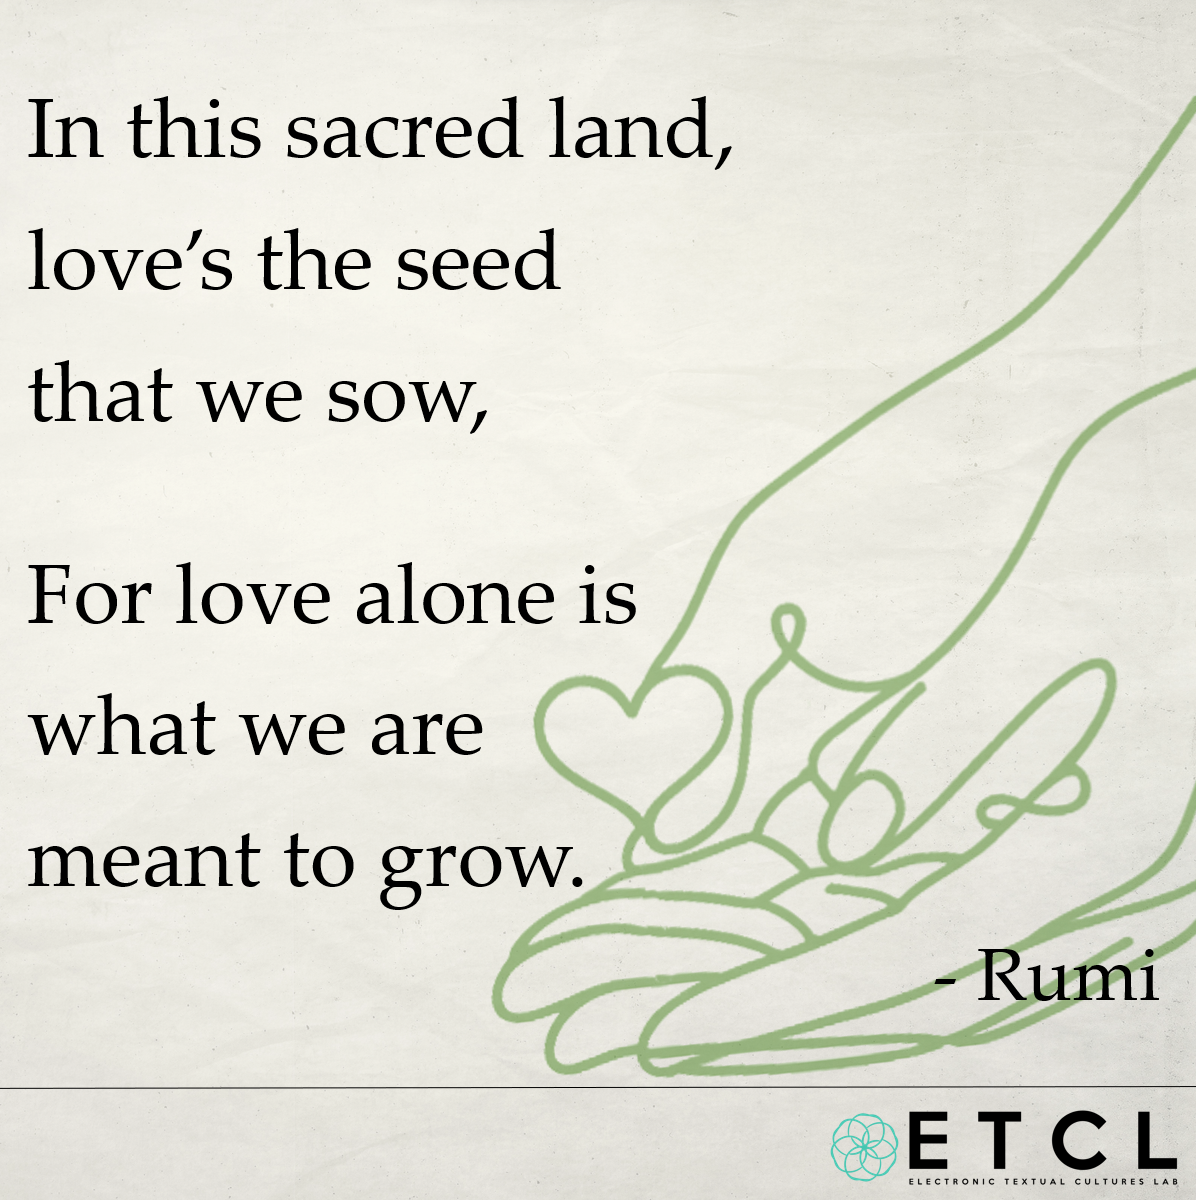 In this sacred land,
love’s the seed
that we sow,
For love alone is
what we are
meant to grow.
- Rumi
ETCL
ELECTRONIC TEXTUAL CULTURES LAB